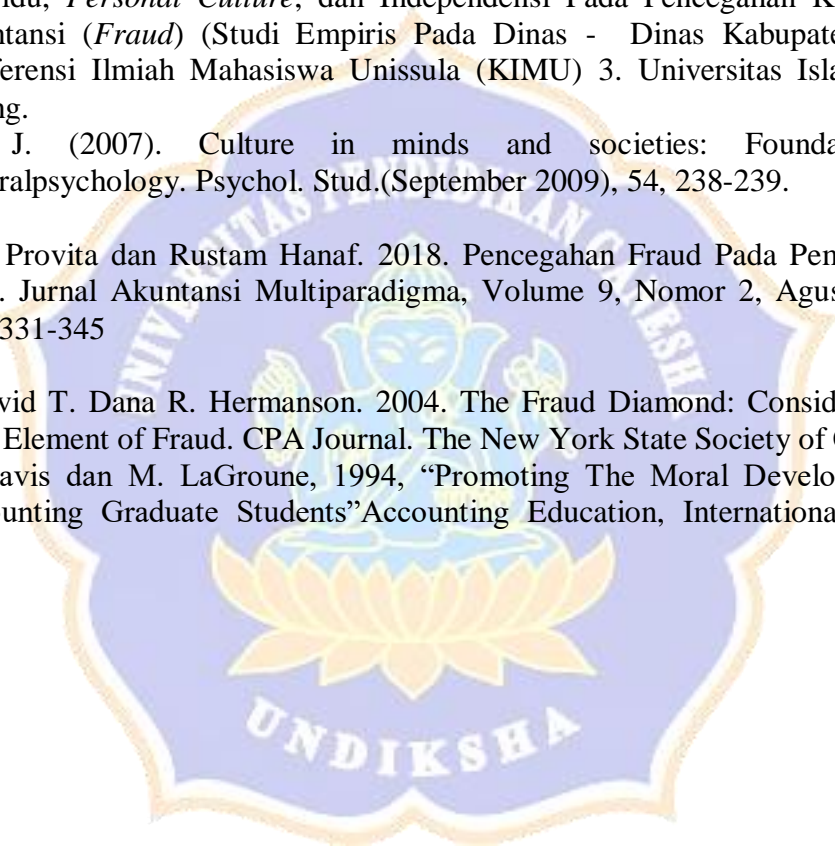 ndu, Personal Culture, dan Independensi Pada Pencegahan K
ntansi (Fraud) (Studi Empiris Pada Dinas - Dinas Kabupate
ferensi Ilmiah Mahasiswa Unissula (KIMU) 3. Universitas Isla
ng.
J. (2007). Culture in minds and societies: Founda
ralpsychology. Psychol. Stud.(September 2009), 54, 238-239.
Provita dan Rustam Hanaf. 2018. Pencegahan Fraud Pada Pen
. Jurnal Akuntansi Multiparadigma, Volume 9, Nomor 2, Agus
331-345
vid T. Dana R. Hermanson. 2004. The Fraud Diamond: Consid
Element of Fraud. CPA Journal. The New York State Society of
avis dan M. LaGroune, 1994, “Promoting The Moral Develo
unting Graduate Students”Accounting Education, Internationa
UNIVERSITAS PENDIDIKAN GANESH
UNDIKSHA